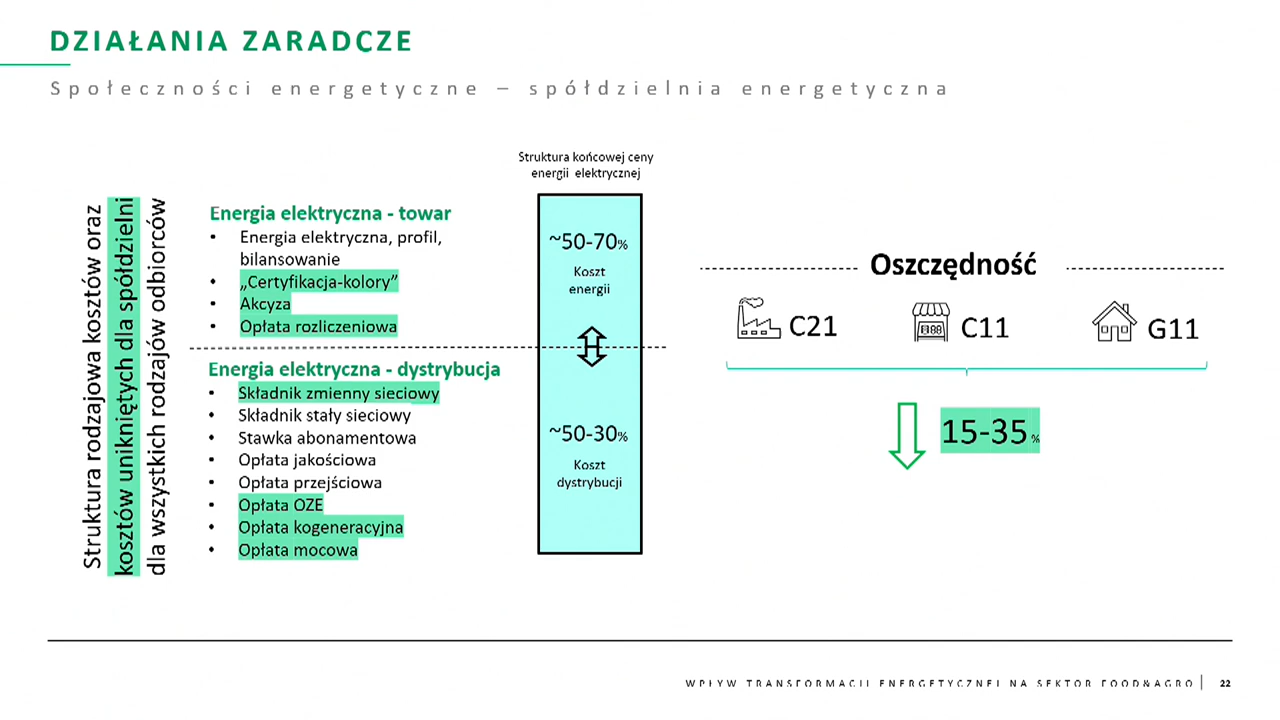 DZIAŁANIA ZARADCZE
Społeczności energetyczne – spółdzielnia energetyczna
Struktura rodzajowa kosztów oraz
kosztów unikniętych dla spółdzielni
dla wszystkich rodzajów odbiorców
Energia elektryczna - towar
• Energia elektryczna, profil,
bilansowanie
• „Certyfikacja-kolory”
• Akcyza
• Opłata rozliczeniowa
Energia elektryczna - dystrybucja
• Składnik zmienny sieciowy
• Składnik stały sieciowy
• Stawka abonamentowa
• Opłata jakościowa
• Opłata przejściowa
• Opłata OZE
• Opłata kogeneracyjna
• Opłata mocowa
Struktura końcowej ceny
energii elektrycznej
~50-70%
Koszt
energii
~50-30%
Koszt
dystrybucji
Oszczędność
C21
C11
G11
15-35%
WPŁYW TRANSFORMACJI ENERGETYCZNEJ NA SEKTOR FOOD&AGRO | 22